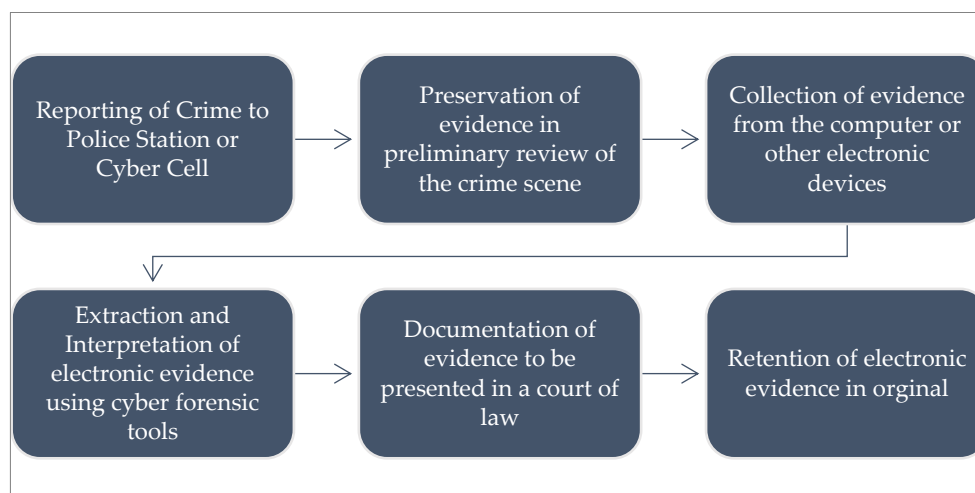 Reporting of Crime to
Police Station or
Cyber Cell
Preservation of
evidence in
preliminary review of
the crime scene
Collection of evidence
from the computer or
other electronic
devices
Extraction and
Interpretation of
electronic evidence
using cyber forensic
tools
Documentation of
evidence to be
presented in a court of
law
Retention of electronic
evidence in orginal